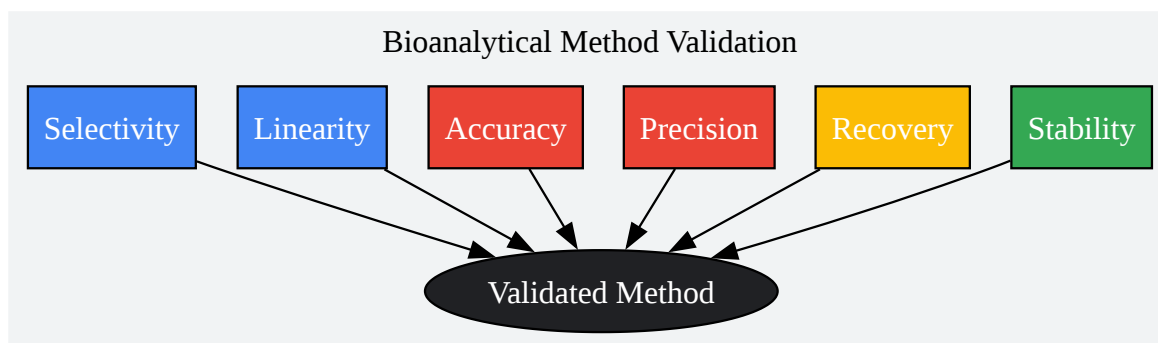 Bioanalytical Method Validation
Selectivity
Linearity
Accuracy
Precision
Recovery
Stability
Validated Method